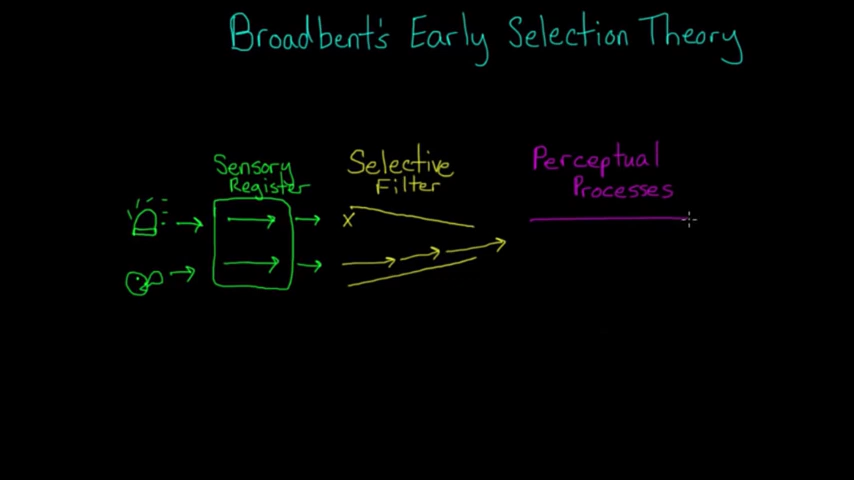 Broadbent's Early Selection Theory
Sensory
Register
Selective
Filter
Perceptual
Processes
x